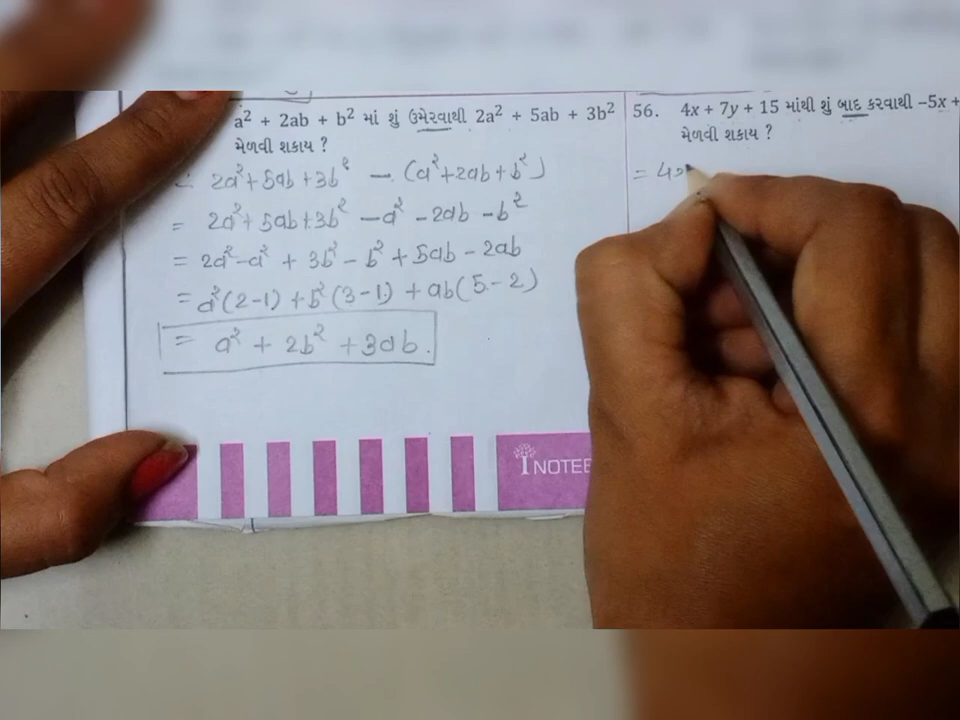 a² + 2ab + b² માં શું ઉમેરવાથી 2a² + 5ab + 3b²
મેળવી શકાય ?
∴ 2a²+5ab+3b² - (a²+2ab+b²)
= 2a²+5ab+3b² -a² -2ab -b²
= 2a²-a² + 3b²-b² +5ab-2ab
= a²(2-1) +b²(3-1) +ab(5-2)
= a² + 2b² +3ab.
56. 4x + 7y + 15 માંથી શું બાદ કરવાથી −5x +
મેળવી શકાય ?
= 4x